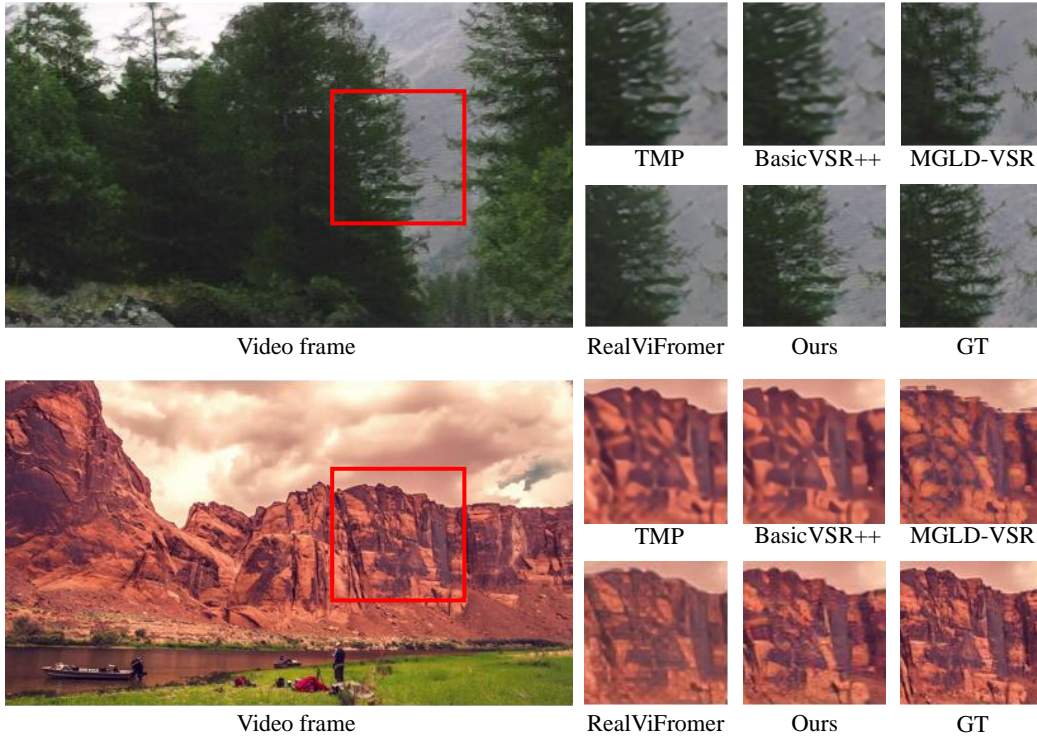 TMP BasicVSR++ MGLD-VSR
RealViFromer Ours GT
Video frame
TMP BasicVSR++ MGLD-VSR
RealViFromer Ours GT
Video frame